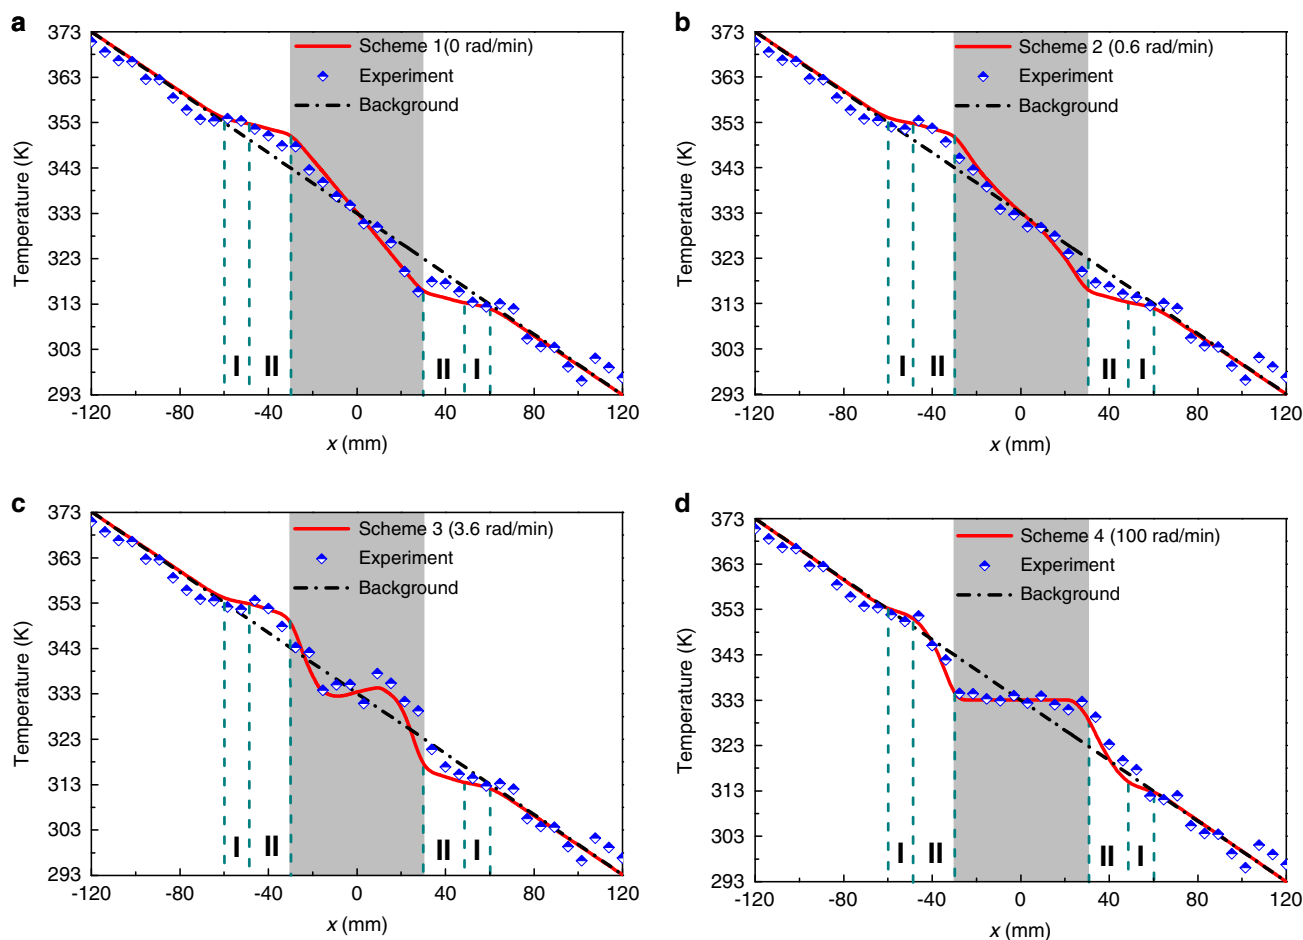 a
373
363
353
343
333
323
313
303
293
Temperature (K)
Scheme 1(0 rad/min)
Experiment
Background
I
II
II
I
-120
-80
-40
0
40
80
120
x (mm)
b
373
363
353
343
333
323
313
303
293
Temperature (K)
Scheme 2 (0.6 rad/min)
Experiment
Background
I
II
II
I
-120
-80
-40
0
40
80
120
x (mm)
c
373
363
353
343
333
323
313
303
293
Temperature (K)
Scheme 3 (3.6 rad/min)
Experiment
Background
I
II
II
I
-120
-80
-40
0
40
80
120
x (mm)
d
373
363
353
343
333
323
313
303
293
Temperature (K)
Scheme 4 (100 rad/min)
Experiment
Background
I
II
II
I
-120
-80
-40
0
40
80
120
x (mm)